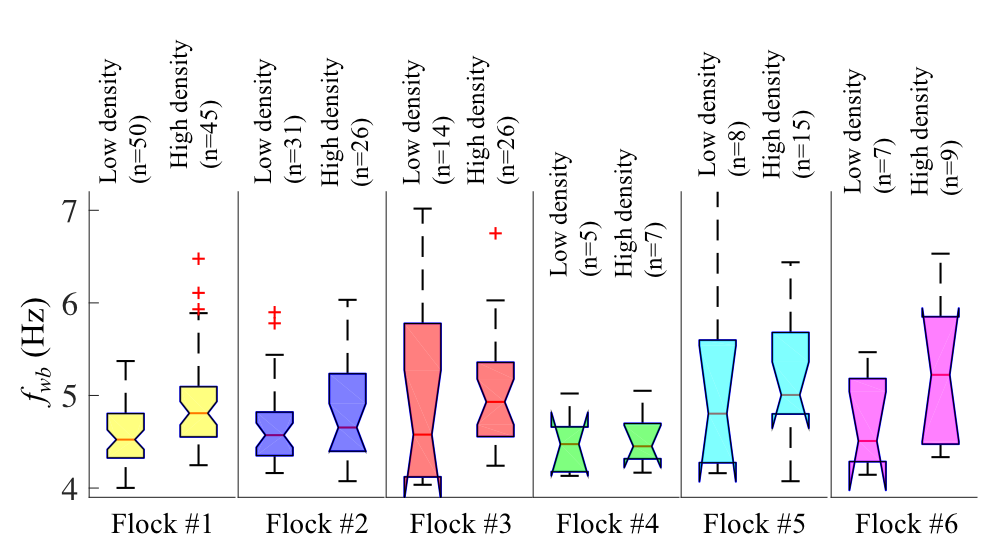 Low density
(n=50)
High density
(n=45)
Low density
(n=31)
High density
(n=26)
Low density
(n=14)
High density
(n=26)
Low density
(n=5)
High density
(n=7)
Low density
(n=8)
High density
(n=15)
Low density
(n=7)
High density
(n=9)
f_wb (Hz)
7
6
5
4
Flock #1
Flock #2
Flock #3
Flock #4
Flock #5
Flock #6